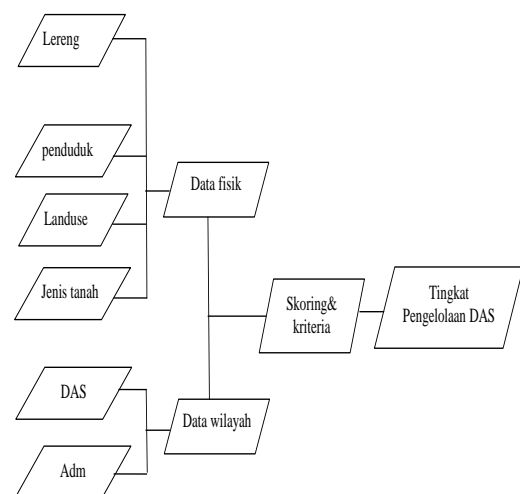 Lereng
penduduk
Landuse
Jenis tanah
Data fisik
Skoring&
kriteria
Tingkat
Pengelolaan DAS
DAS
Adm
Data wilayah